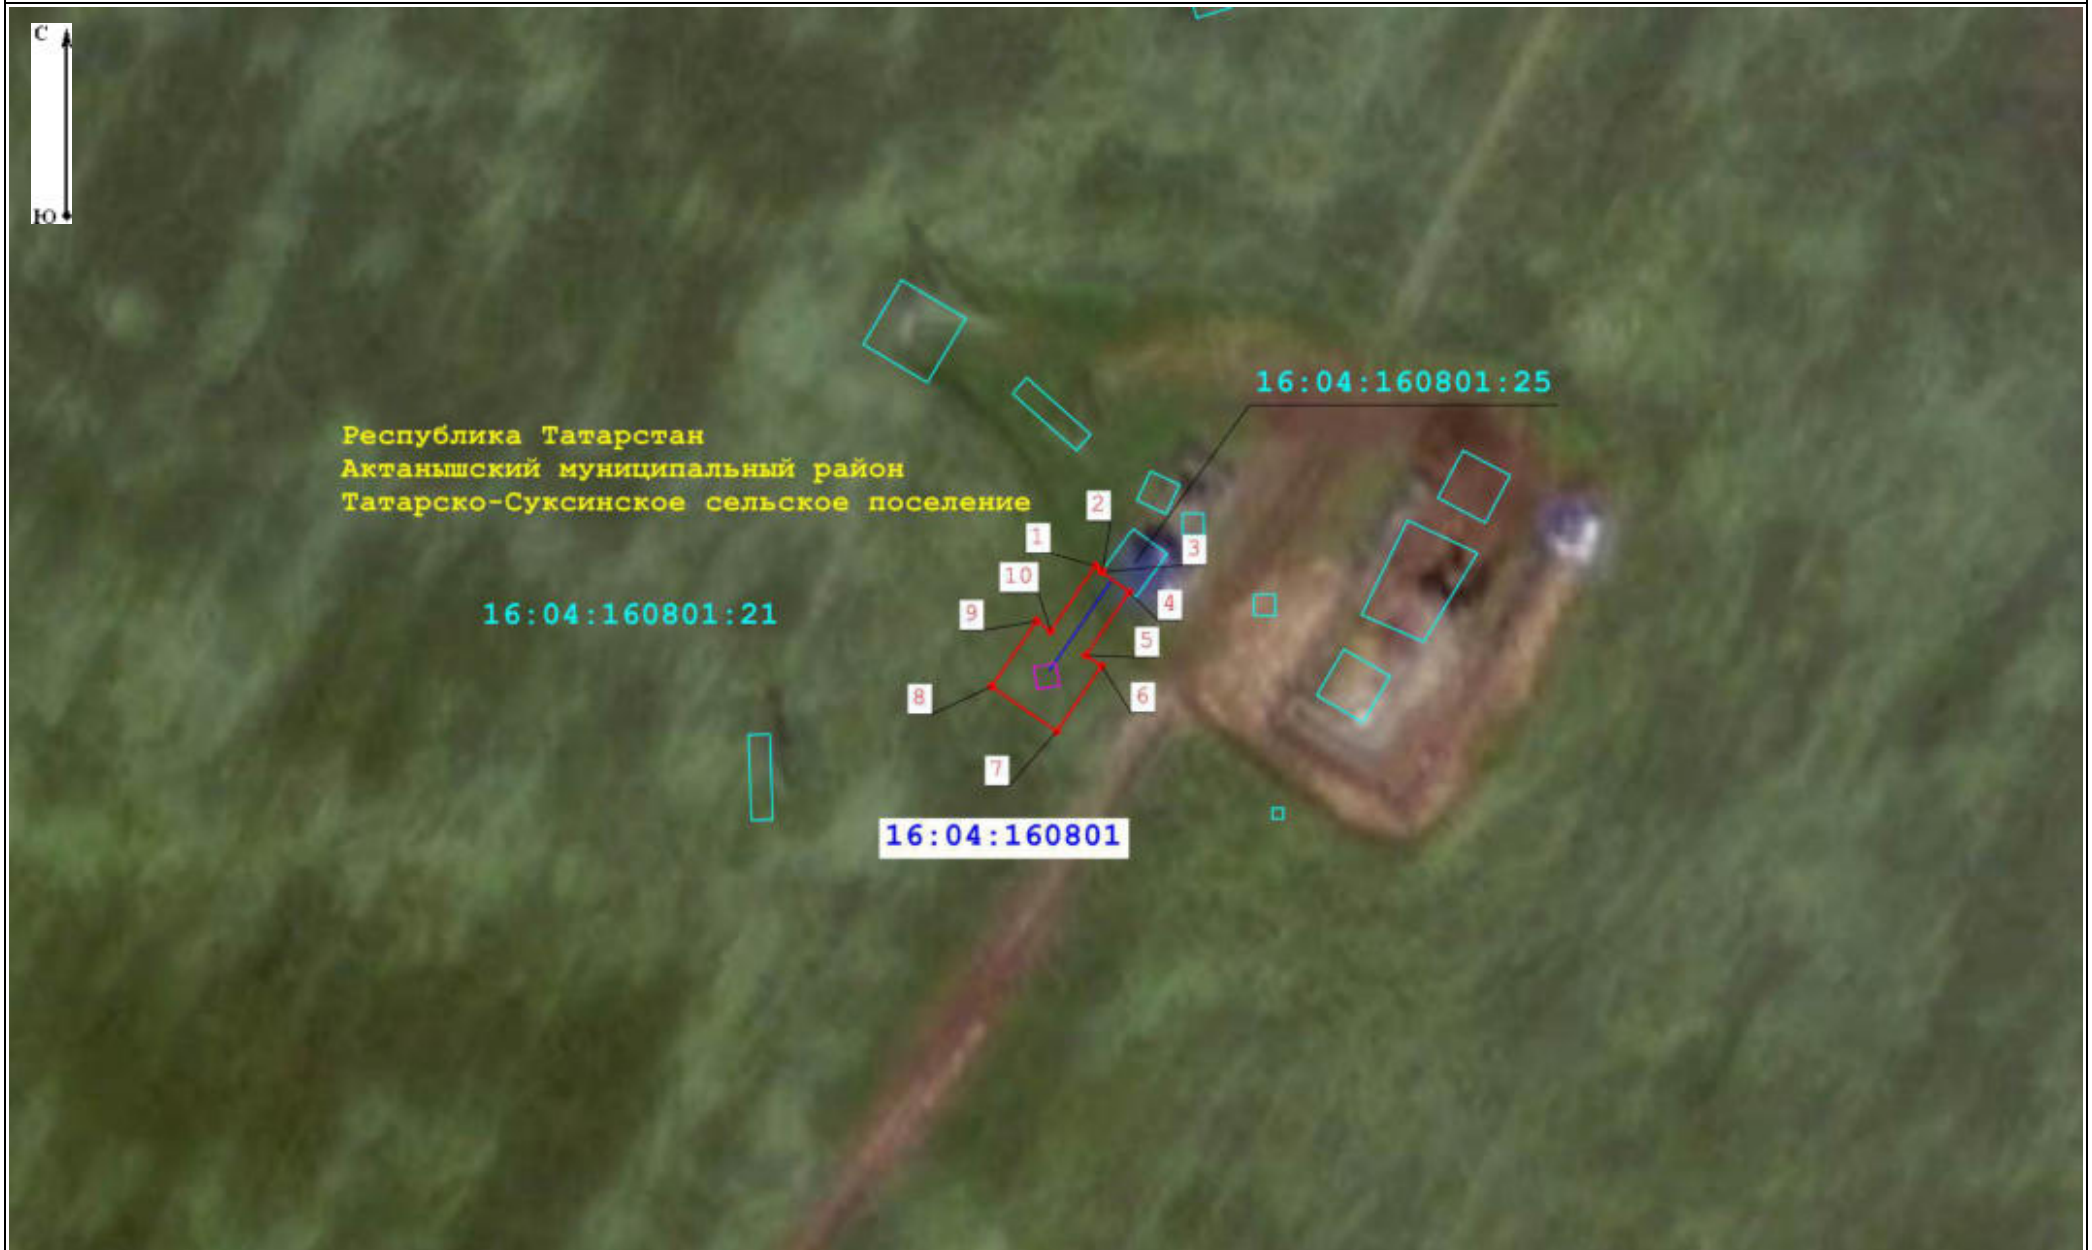 С
Ю
16:04:160801:25
Республика Татарстан
Актанышский муниципальный район
Татарско-Суксинское сельское поселение
2
1
3
10
4
9
16:04:160801:21
5
8
6
7
16:04:160801